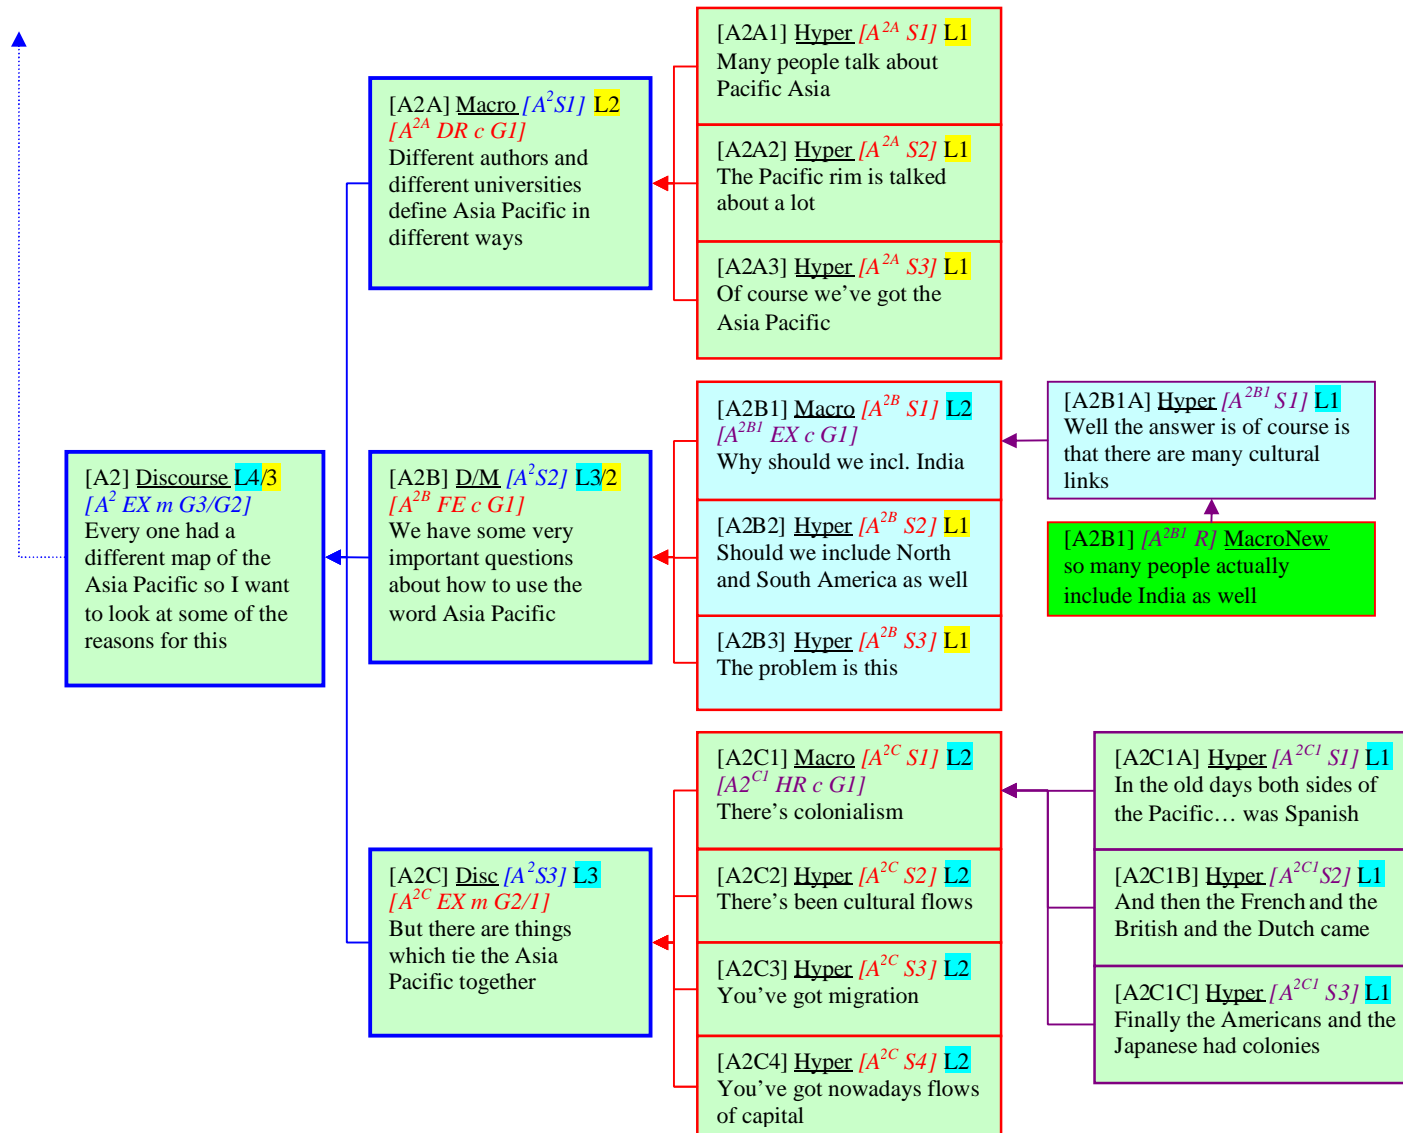 [A2] Discourse L4/3
[A² EX m G3/G2]
Every one had a
different map of the
Asia Pacific so I want
to look at some of the
reasons for this
[A2A] Macro [A²S1] L2
[A²ᴬ DR c G1]
Different authors and
different universities
define Asia Pacific in
different ways
[A2A1] Hyper [A²ᴬ S1] L1
Many people talk about
Pacific Asia
[A2A2] Hyper [A²ᴬ S2] L1
The Pacific rim is talked
about a lot
[A2A3] Hyper [A²ᴬ S3] L1
Of course we’ve got the
Asia Pacific
[A2B] D/M [A²S2] L3/2
[A²ᴮ FE c G1]
We have some very
important questions
about how to use the
word Asia Pacific
[A2B1] Macro [A²ᴮ S1] L2
[A²ᴮ¹ EX c G1]
Why should we incl. India
[A2B1A] Hyper [A²ᴮ¹ S1] L1
Well the answer is of course is
that there are many cultural
links
[A2B1] [A²ᴮ¹ R] MacroNew
so many people actually
include India as well
[A2B2] Hyper [A²ᴮ S2] L1
Should we include North
and South America as well
[A2B3] Hyper [A²ᴮ S3] L1
The problem is this
[A2C] Disc [A²S3] L3
[A²ᶜ EX m G2/1]
But there are things
which tie the Asia
Pacific together
[A2C1] Macro [A²ᶜ S1] L2
[A2ᶜ¹ HR c G1]
There’s colonialism
[A2C1A] Hyper [A²ᶜ¹ S1] L1
In the old days both sides of
the Pacific… was Spanish
[A2C1B] Hyper [A²ᶜ¹S2] L1
And then the French and the
British and the Dutch came
[A2C1C] Hyper [A²ᶜ¹ S3] L1
Finally the Americans and the
Japanese had colonies
[A2C2] Hyper [A²ᶜ S2] L2
There’s been cultural flows
[A2C3] Hyper [A²ᶜ S3] L2
You’ve got migration
[A2C4] Hyper [A²ᶜ S4] L2
You’ve got nowadays flows
of capital